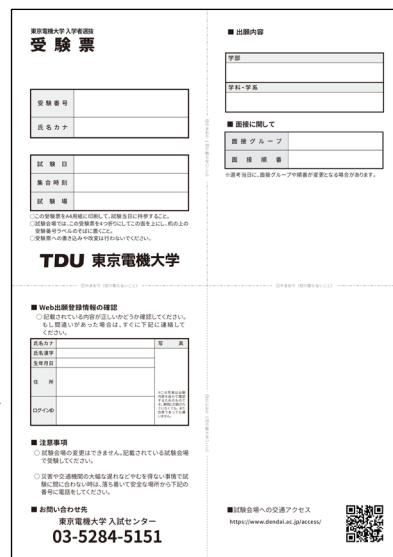 東京電機大学 入学者選抜
受 験 票
受験番号
氏名カナ
試験日
集合時刻
試験場
○この受験票をA4用紙に印刷して、試験当日に持参すること。
○試験会場では、この受験票を4つ折りにしてこの面を上にし、机の上の
受験番号ラベルのそばに置くこと。
○受験票への書き込みや改変は行わないでください。
TDU 東京電機大学
■ 出願内容
学部
学科・学系
■ 面接に関して
面接グループ
面接順番
※選考当日に、面接グループや順番が変更となる場合があります。
■ Web出願登録情報の確認
○ 記載されている内容が正しいかどうか確認してください。
もし間違いがあった場合は、すぐに下記に連絡して
ください。
氏名カナ
写真
氏名漢字
生年月日
住所
ログインID
■ 注意事項
○ 試験会場の変更はできません。記載されている試験会場
で受験してください。
○ 災害や交通機関の大幅な遅れなどやむを得ない事情で試
験に間に合わない時は、落ち着いて安全な場所から下記の
番号に電話をしてください。
■ お問い合わせ先
東京電機大学 入試センター
03-5284-5151
■試験会場への交通アクセス
https://www.dendai.ac.jp/access/